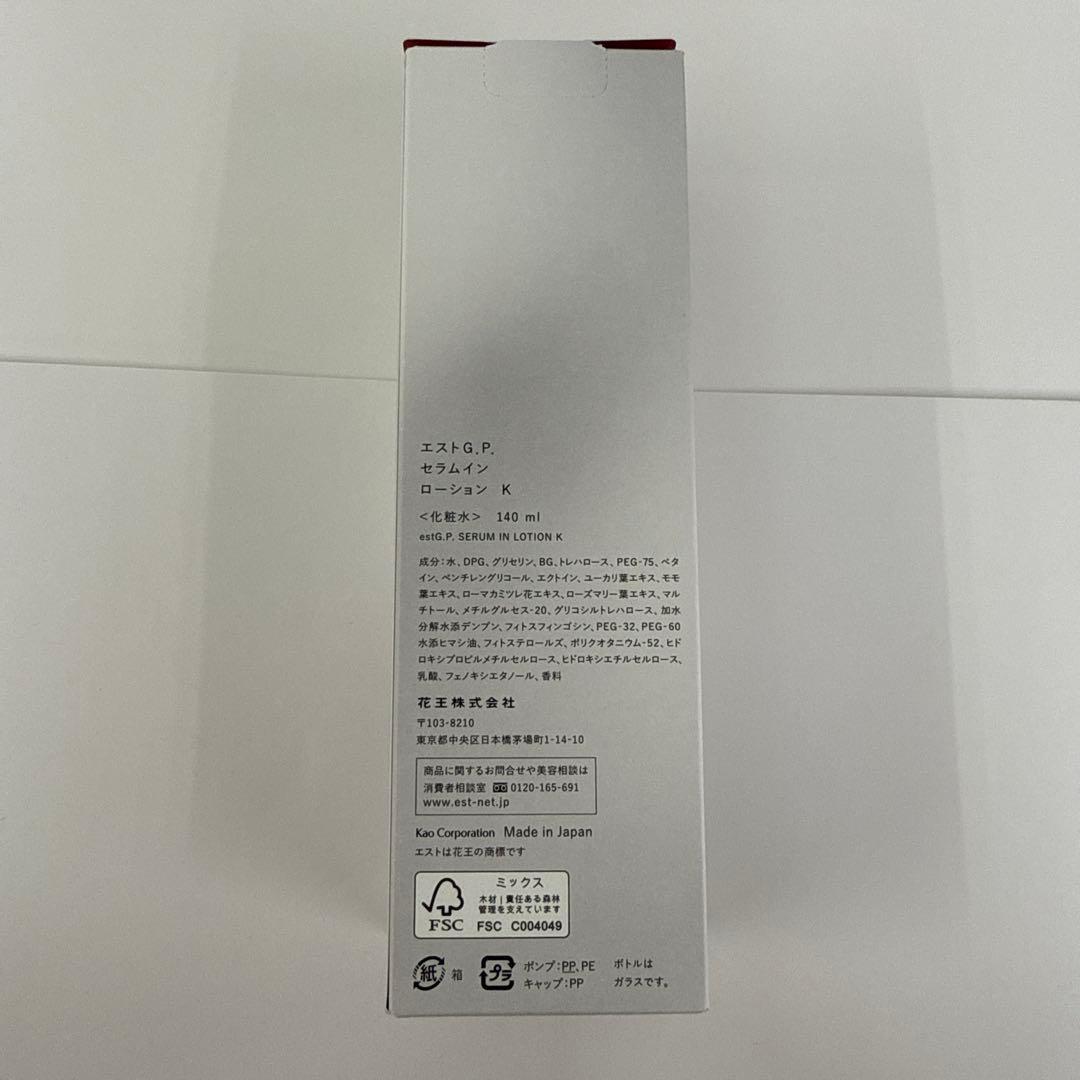 エストG.P.
セラムイン
ローション K
<化粧水> 140 ml
estG.P. SERUM IN LOTION K
成分：水、DPG、グリセリン、BG、トレハロース、PEG-75、ベタ
イン、ペンチレングリコール、エクトイン、ユーカリ葉エキス、モモ
葉エキス、ローマカミツレ花エキス、ローズマリー葉エキス、マル
チトール、メチルグルセス-20、グリコシルトレハロース、加水
分解水添デンプン、フィトスフィンゴシン、PEG-32、PEG-60
水添ヒマシ油、フィトステロールズ、ポリクオタニウム-52、ヒド
ロキシプロピルメチルセルロース、ヒドロキシエチルセルロース、
乳酸、フェノキシエタノール、香料
花王株式会社
〒103-8210
東京都中央区日本橋茅場町1-14-10
商品に関するお問合せや美容相談は
消費者相談室 0120-165-691
www.est-net.jp
Kao Corporation Made in Japan
エストは花王の商標です
ミックス
木材｜責任ある森林
管理を支えています
FSC FSC C004049
紙 箱 プラ ポンプ：PP、PE ボトルは
キャップ：PP ガラスです。